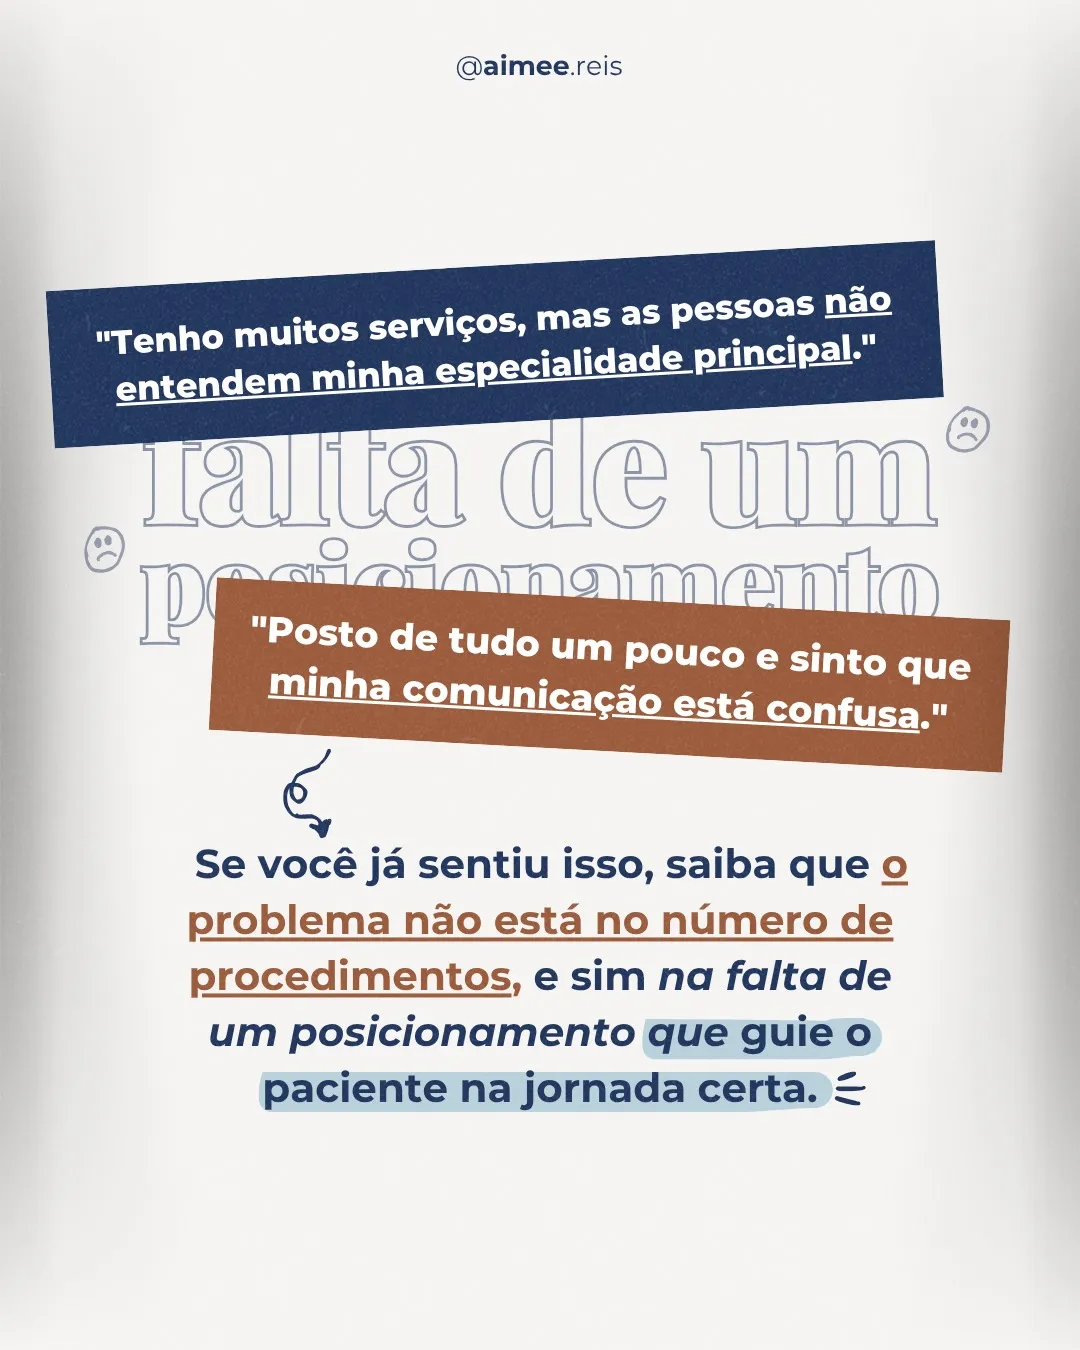 @aimee.reis
"Tenho muitos serviços, mas as pessoas não
entendem minha especialidade principal."
falta de um
posicionamento
"Posto de tudo um pouco e sinto que
minha comunicação está confusa."
Se você já sentiu isso, saiba que o
problema não está no número de
procedimentos, e sim na falta de
um posicionamento que guie o
paciente na jornada certa.